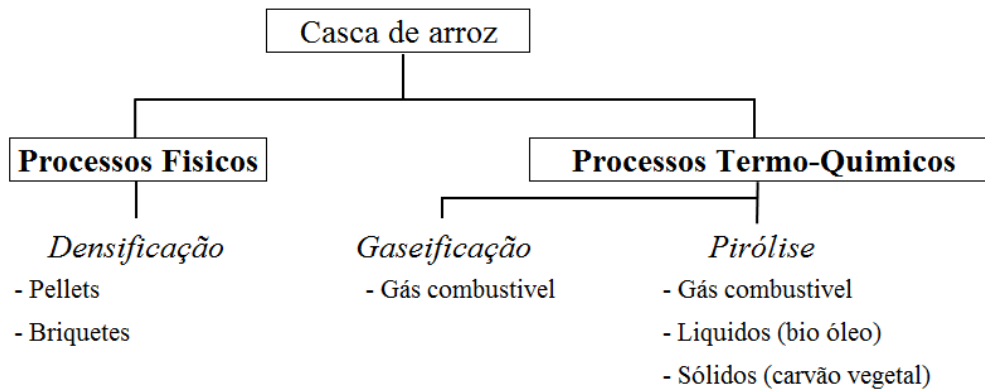 Casca de arroz
Processos Fisicos
Processos Termo-Quimicos
Densificação
- Pellets
- Briquetes
Gaseificação
- Gás combustivel
Pirólise
- Gás combustivel
- Liquidos (bio óleo)
- Sólidos (carvão vegetal)